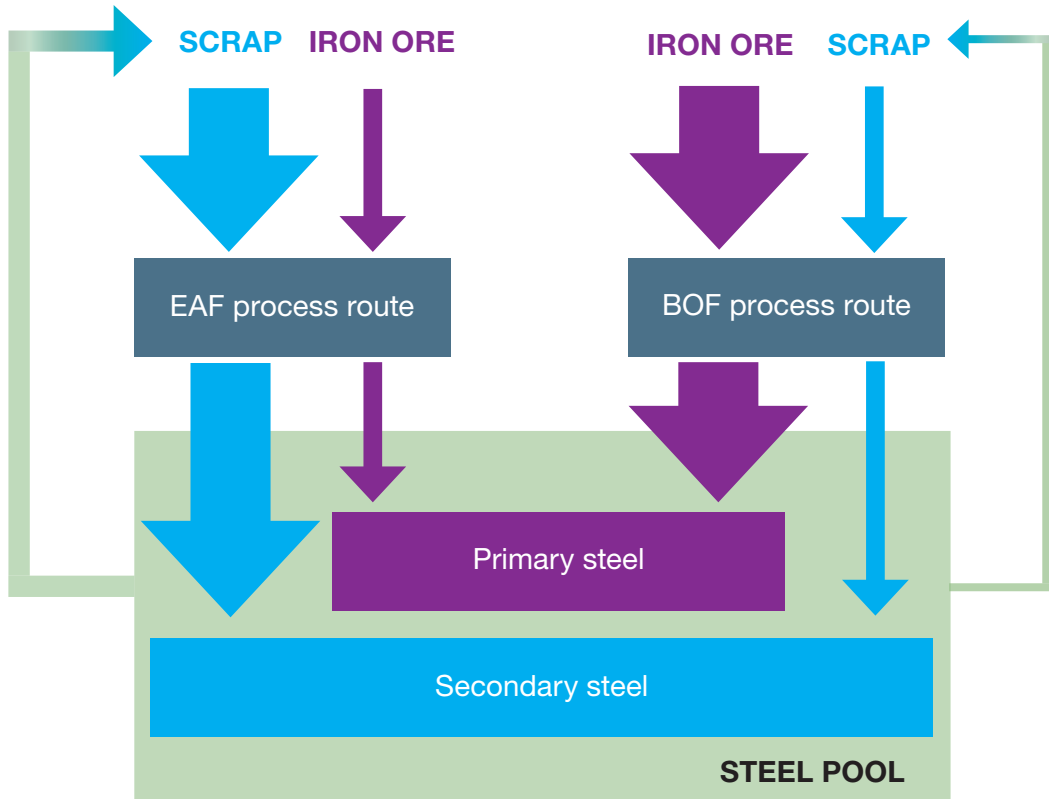 SCRAP IRON ORE IRON ORE SCRAP
EAF process route BOF process route
Primary steel
Secondary steel
STEEL POOL